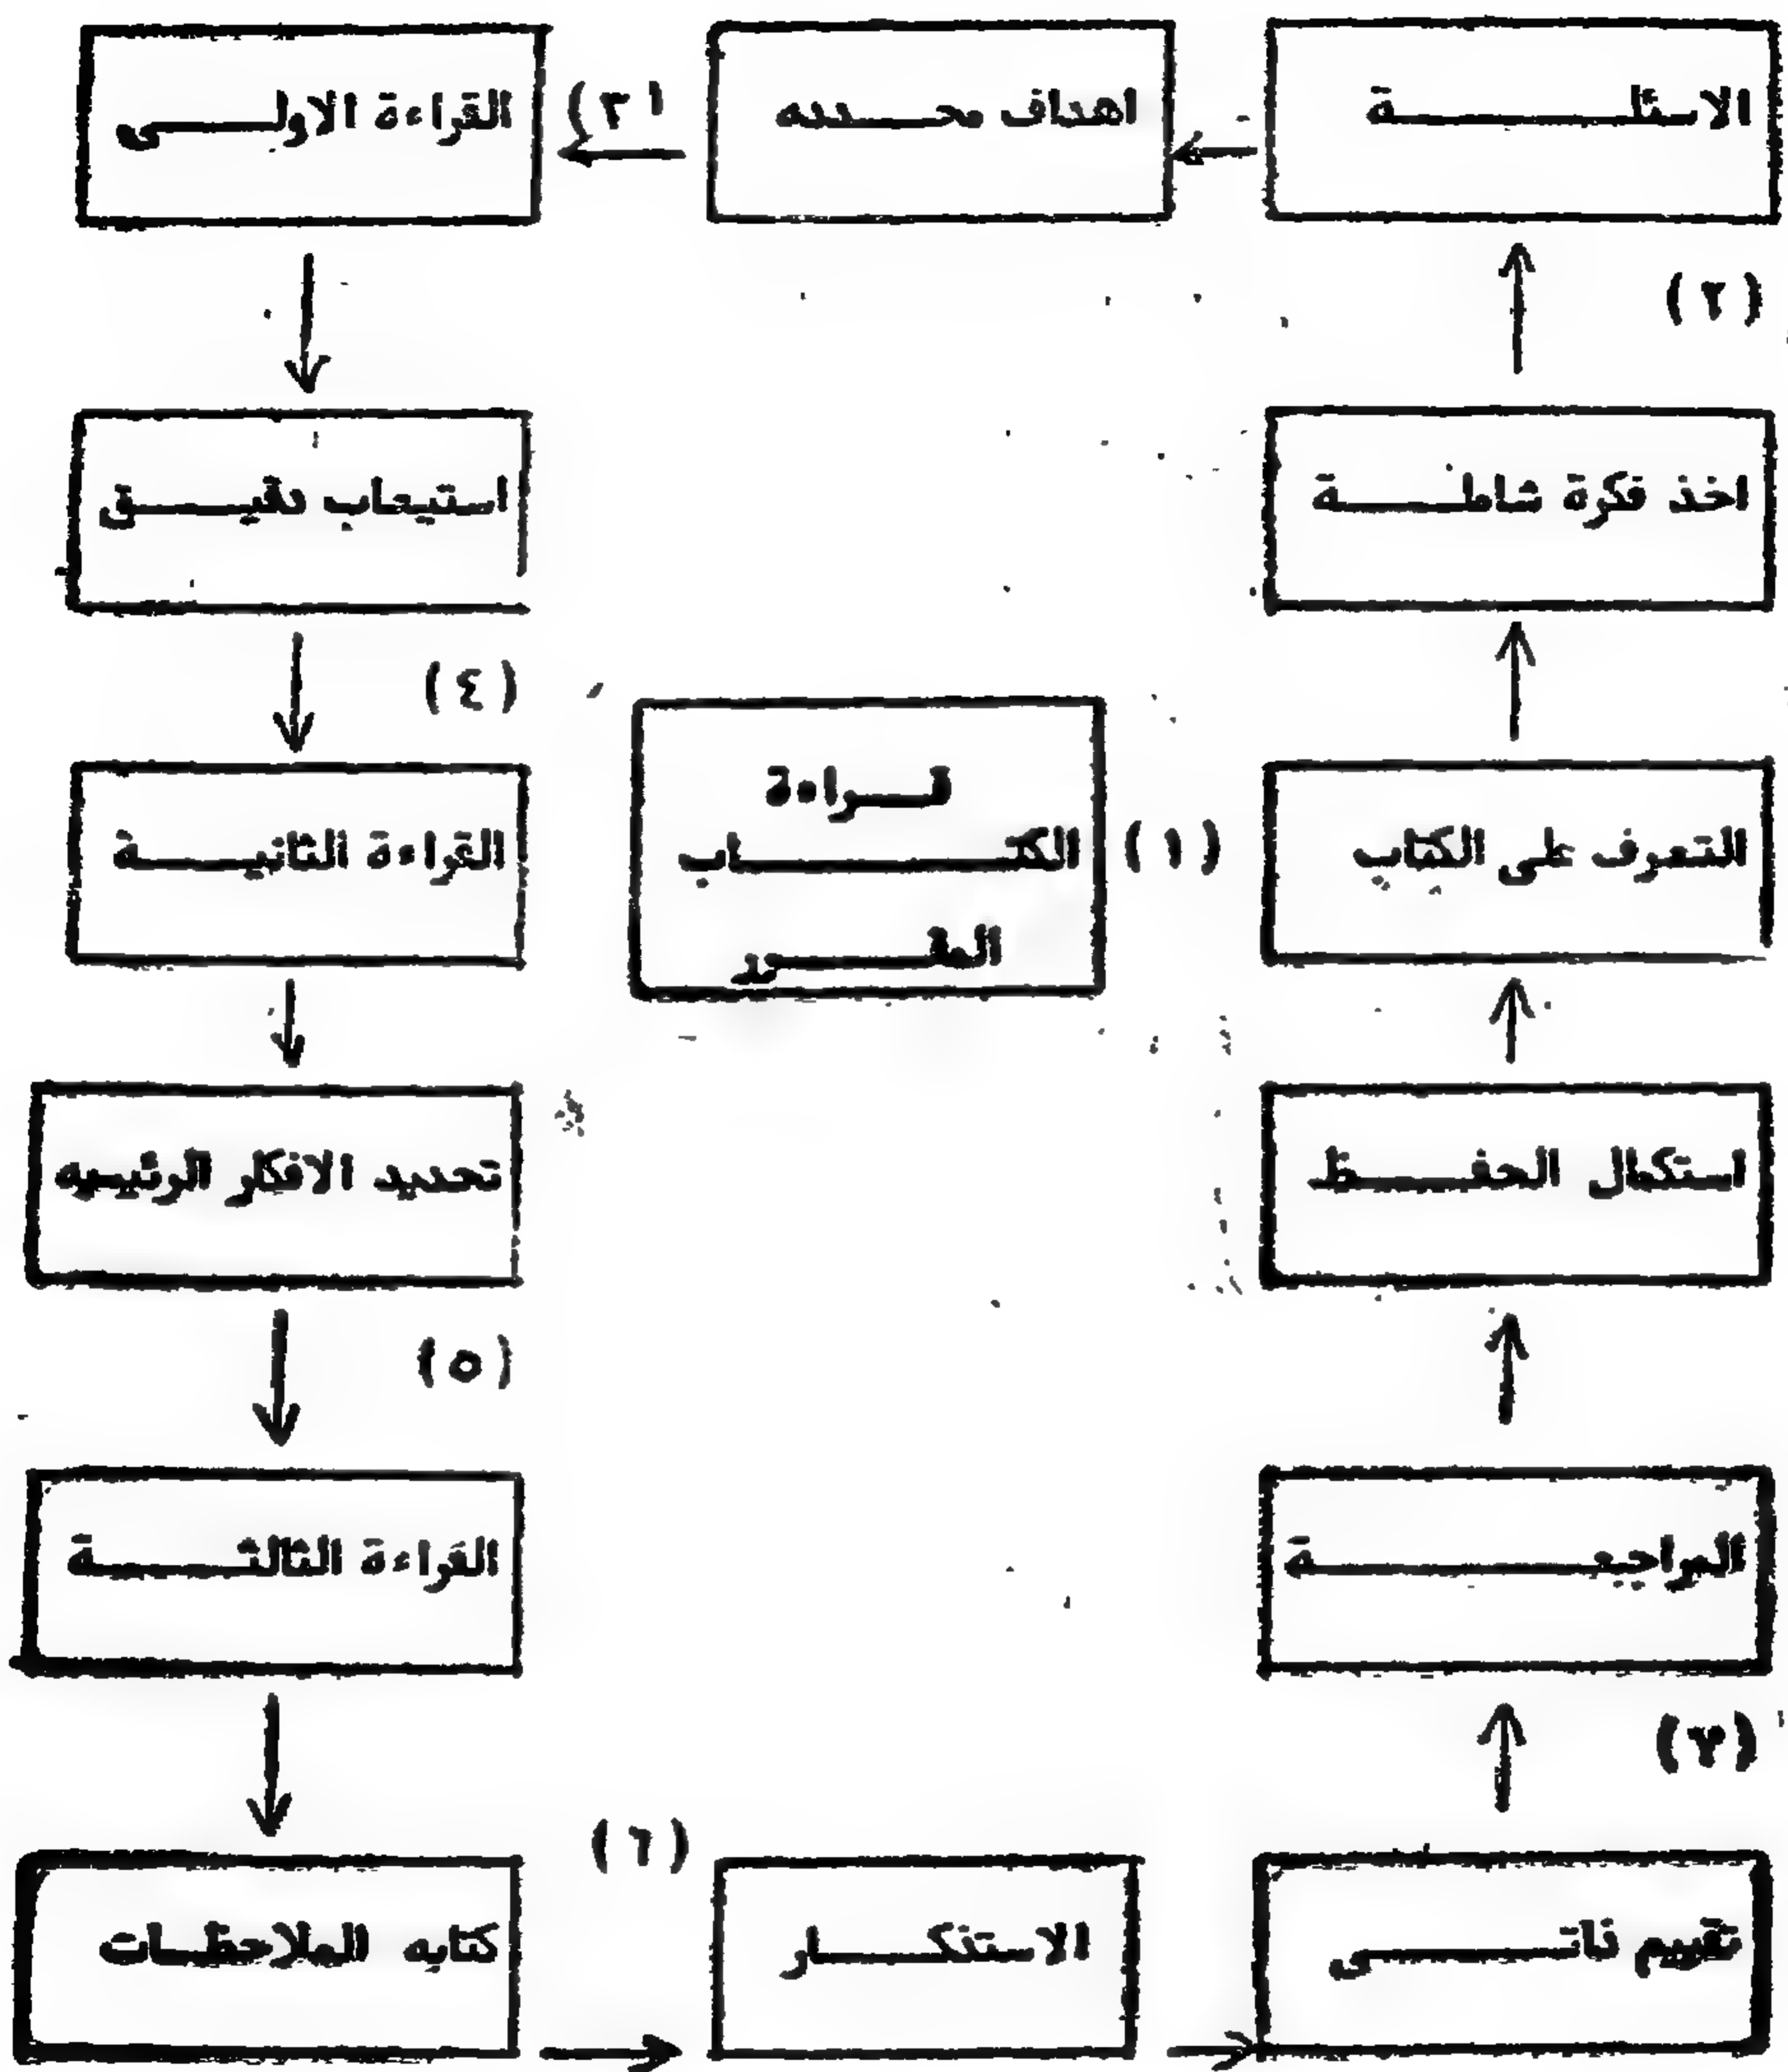 الاسئلة
اهداف محدده
(٣)
القراءة الاولى
(٢)
اخذ فكرة شاملة
استيعاب دقيق
(٤)
قراءة
الكتاب
المقرر
(١)
التعرف على الكتاب
القراءة الثانية
استكمال الحفظ
تحديد الافكار الرئيسيه
(٥)
المراجعة
القراءة الثالثة
(٧)
(٦)
تقييم ذاتى
الاستذكار
كتابه الملاحظات